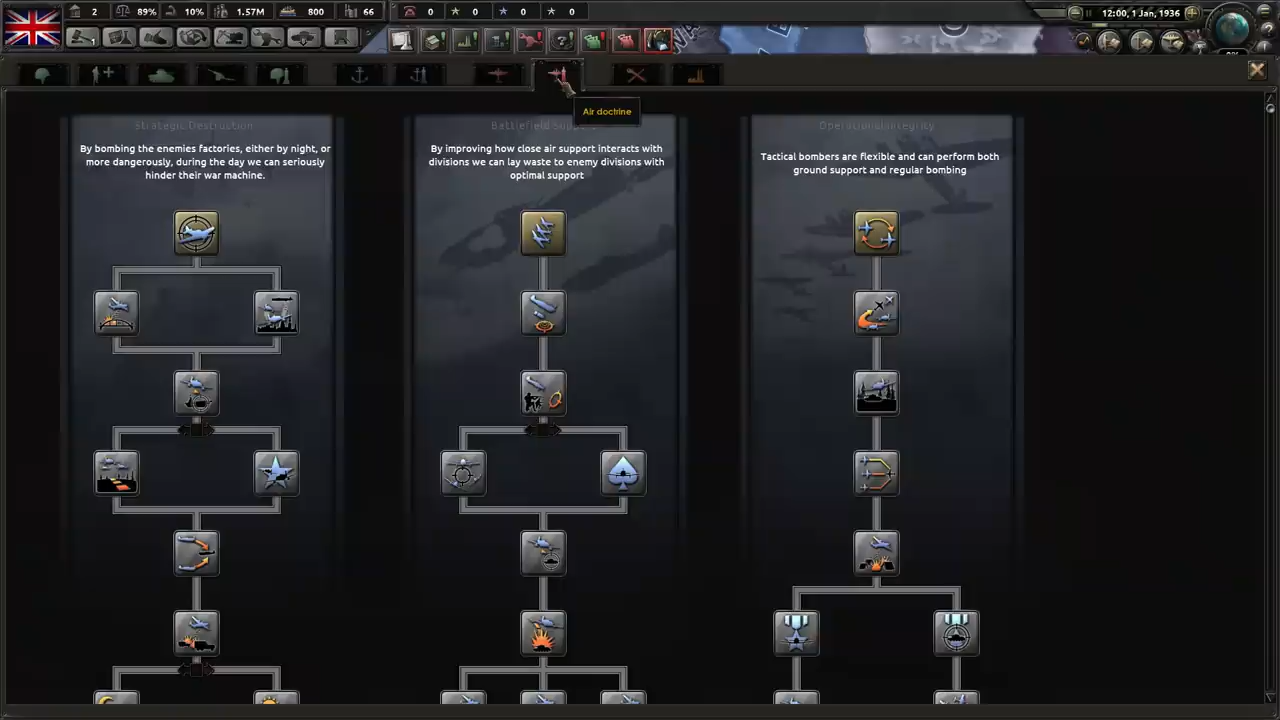 2 89% 10% 1.57M 800 66 0 0 0 0 12:00, 1 Jan, 1936
Air doctrine
Strategic Destruction
By bombing the enemies factories, either by night, or
more dangerously, during the day we can seriously
hinder their war machine.
Battlefield Support
By improving how close air support interacts with
divisions we can lay waste to enemy divisions with
optimal support
Operational Integrity
Tactical bombers are flexible and can perform both
ground support and regular bombing